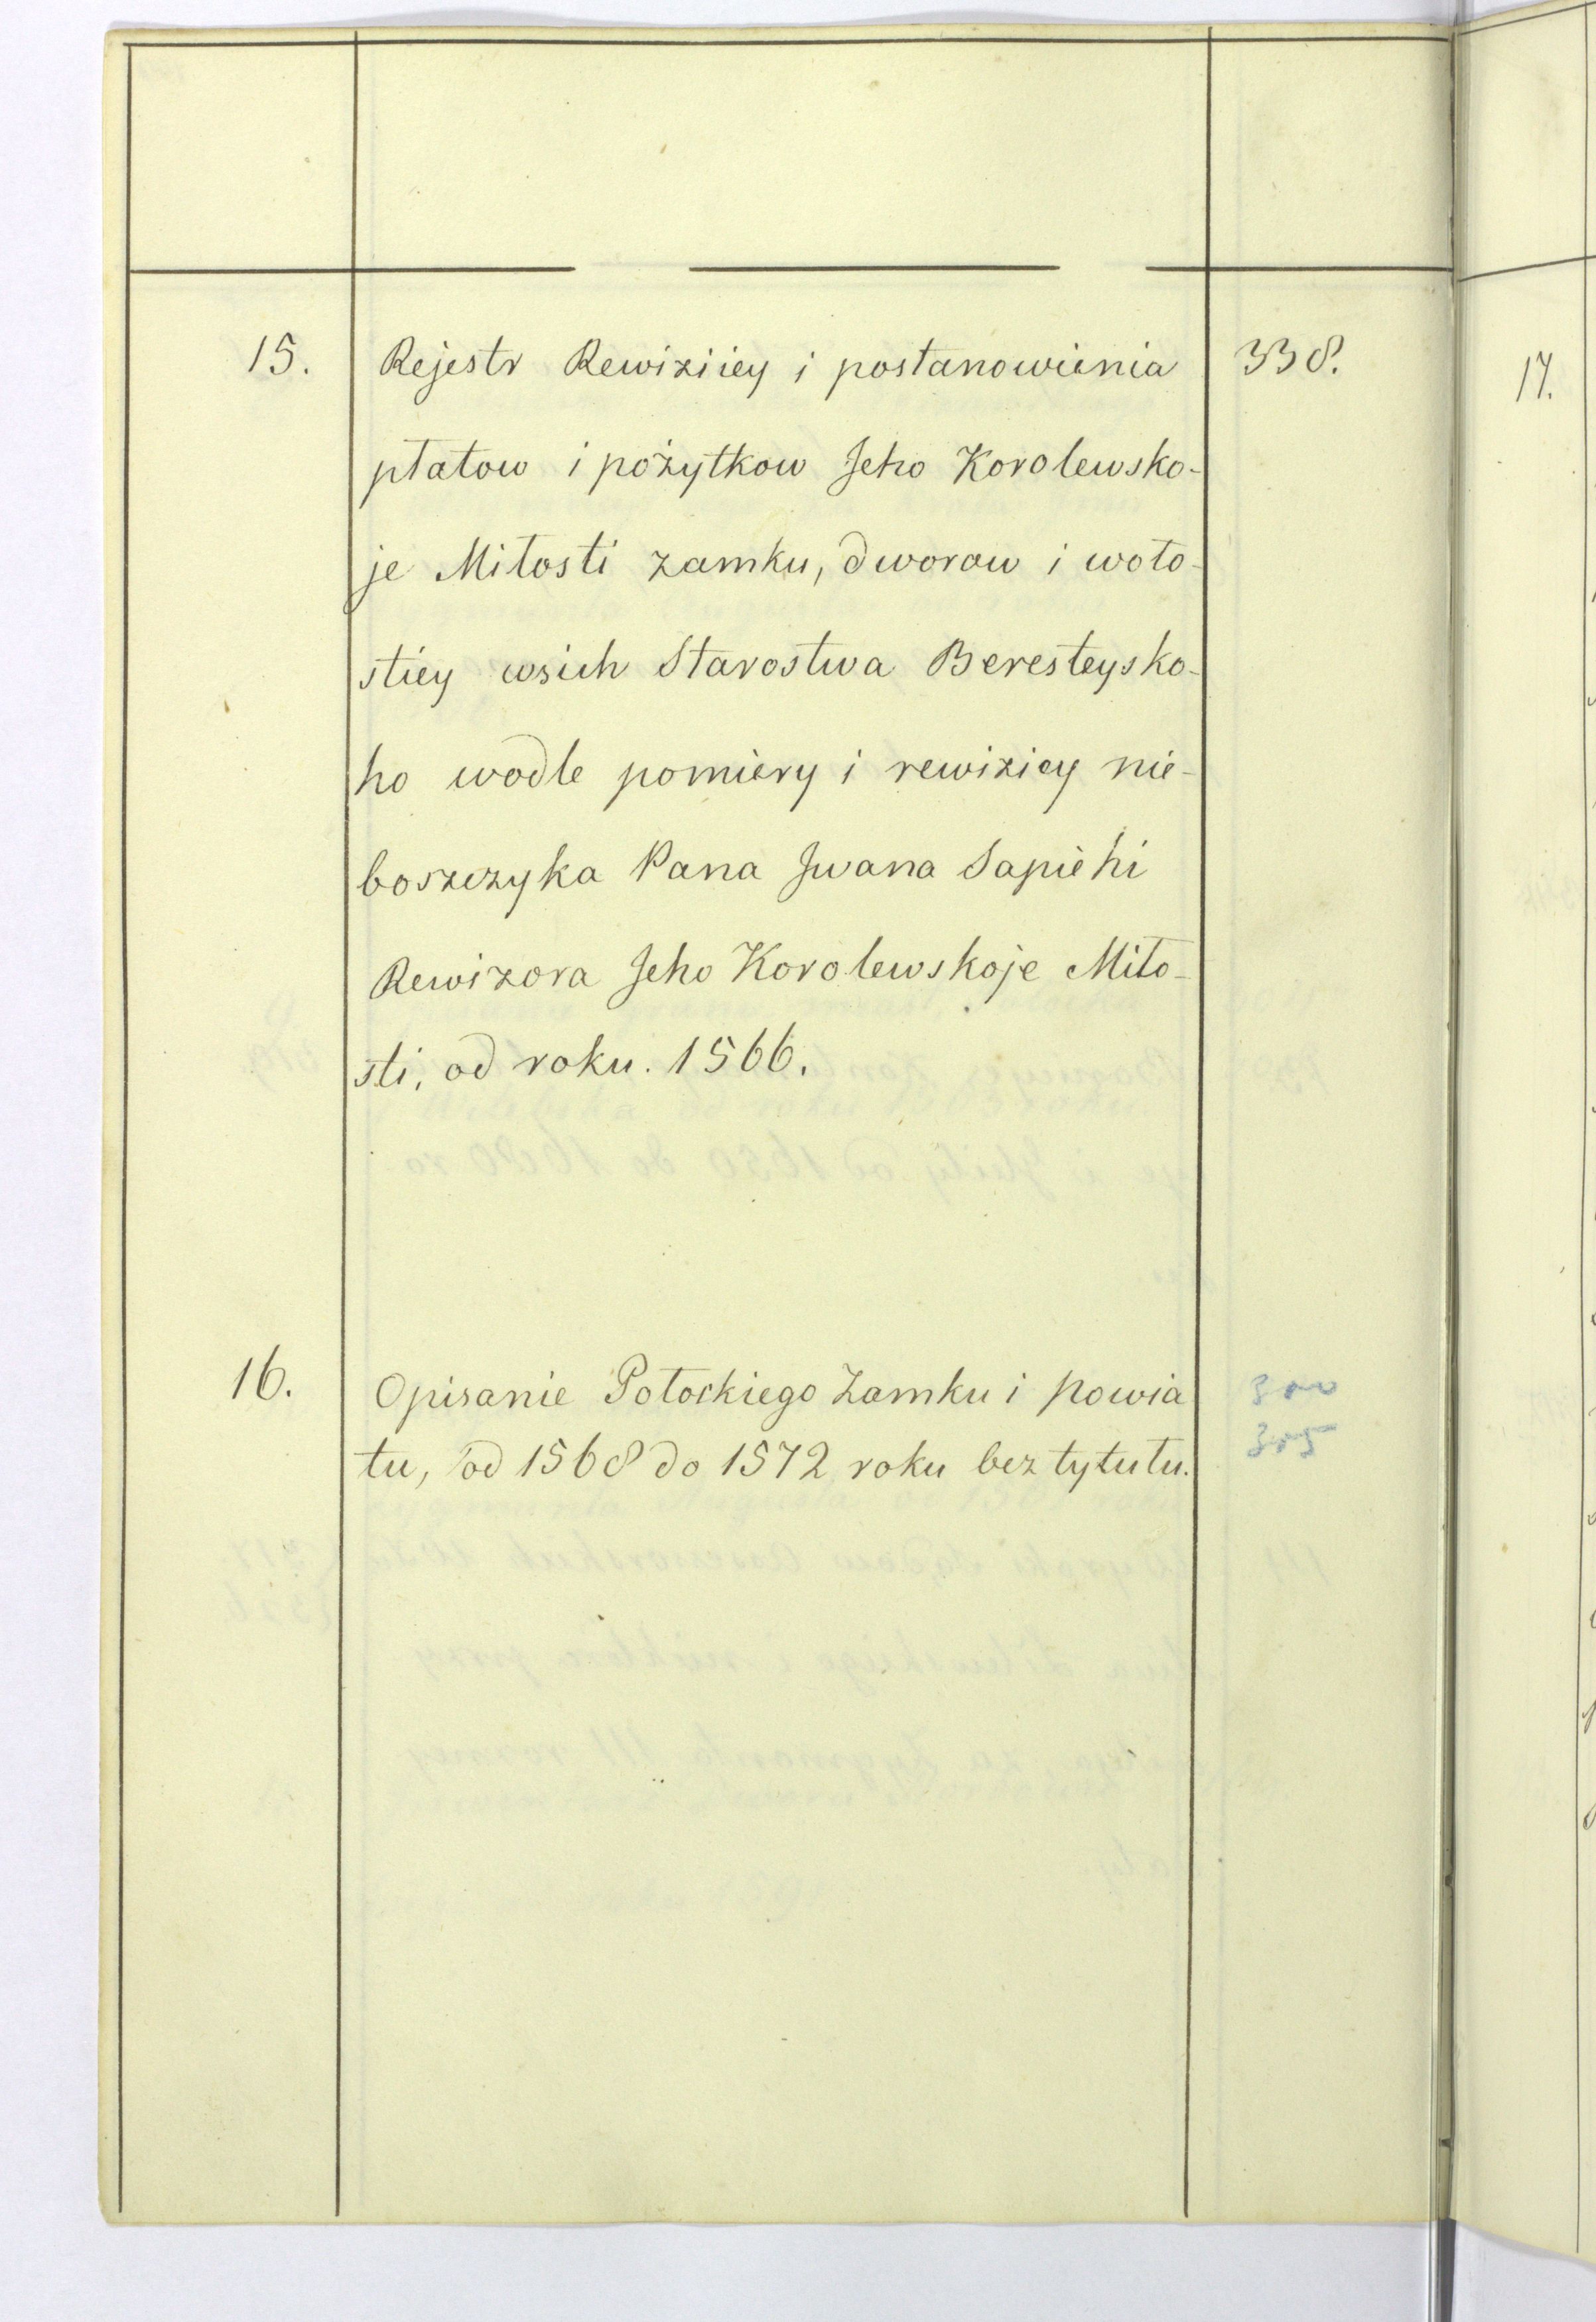 15. Rejestr Rewiziiey i postanowienia 338.
płatow i pożytkow Jeho Korolewsko-
je Miłosti zamku, dworow i woło-
stiey wsich Starostwa Beresteysko-
ho wodle pomiery i rewiziey nie-
boszczyka Pana Jwana Sapiehi
Rewizora Jeho Korolewskoje Miło-
sti, od roku. 1566.
16. Opisanie Połockiego Zamku i powia 300
tu, od 1568 do 1572 roku bez tytułu. 305
17.